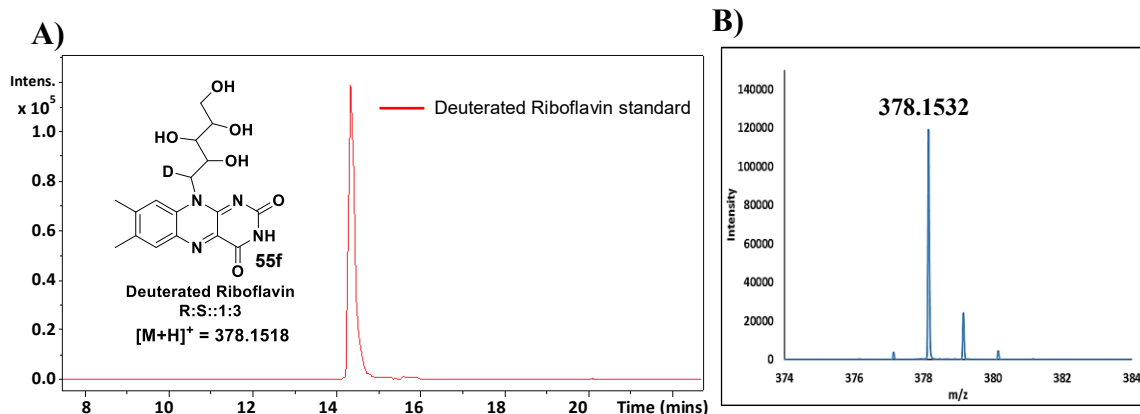 A)
Intens.
x 10⁵
1.0
0.8
0.6
0.4
0.2
0.0
8
10
12
14
16
18
20
Time (mins)
Deuterated Riboflavin standard
OH
OH
HO
OH
D
N
N
O
NH
N
O
55f
Deuterated Riboflavin
R:S::1:3
[M+H]⁺ = 378.1518
B)
378.1532
Intensity
140000
120000
100000
80000
60000
40000
20000
0
374
376
378
380
382
384
m/z